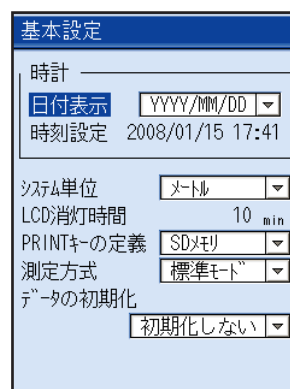 基本設定
時計
日付表示 YYYY/MM/DD
時刻設定 2008/01/15 17:41
ｼｽﾃﾑ単位 ﾒｰﾄﾙ
LCD消灯時間 10 min
PRINTｷｰの定義 SDﾒﾓﾘ
測定方式 標準ﾓｰﾄﾞ
ﾃﾞｰﾀの初期化
初期化しない